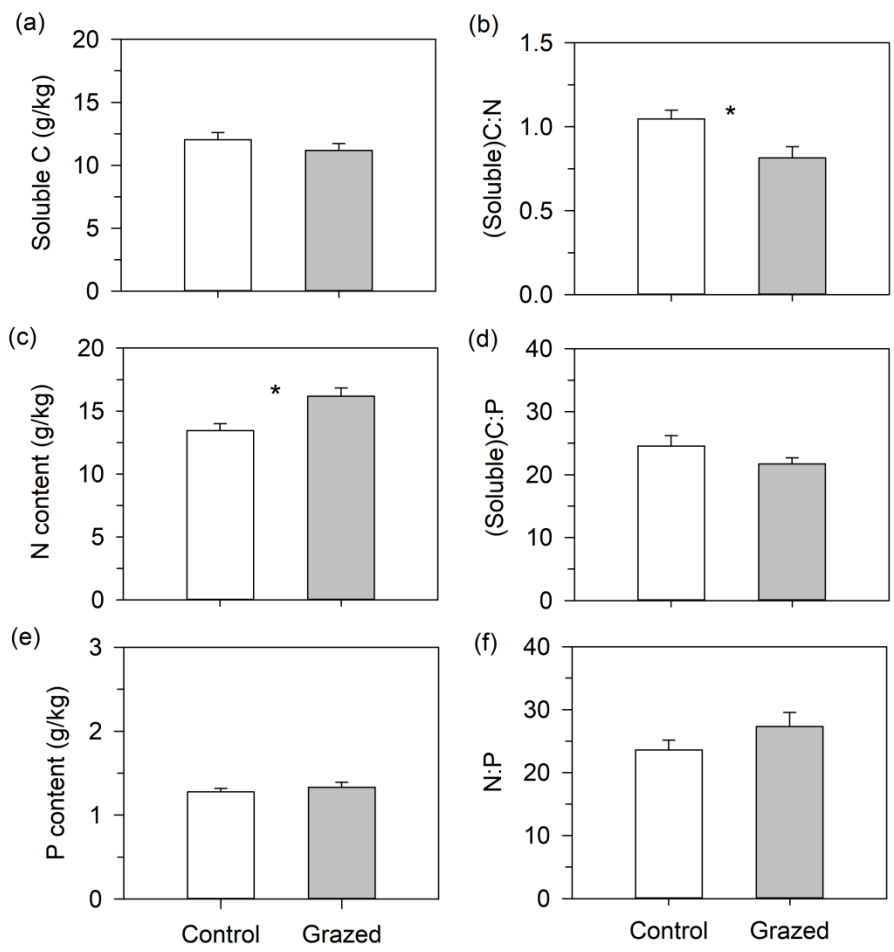 (a)
Soluble C (g/kg)
20
15
10
5
0
(b)
(Soluble)C:N
1.5
1.0
0.5
0.0
*
(c)
N content (g/kg)
20
15
10
5
0
*
(d)
(Soluble)C:P
40
30
20
10
0
(e)
P content (g/kg)
3
2
1
0
Control Grazed
(f)
N:P
40
30
20
10
0
Control Grazed